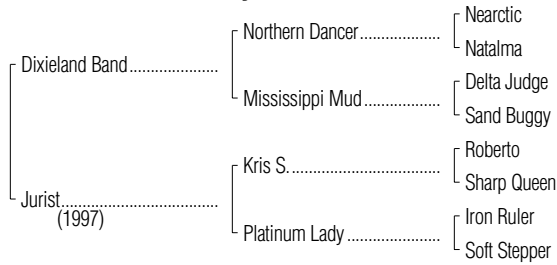 Nearctic
Northern Dancer....................
Natalma
Dixieland Band......................
Delta Judge
Mississippi Mud...................
Sand Buggy
Roberto
Kris S.....................................
Sharp Queen
Jurist.......................................
(1997)
Iron Ruler
Platinum Lady.......................
Soft Stepper